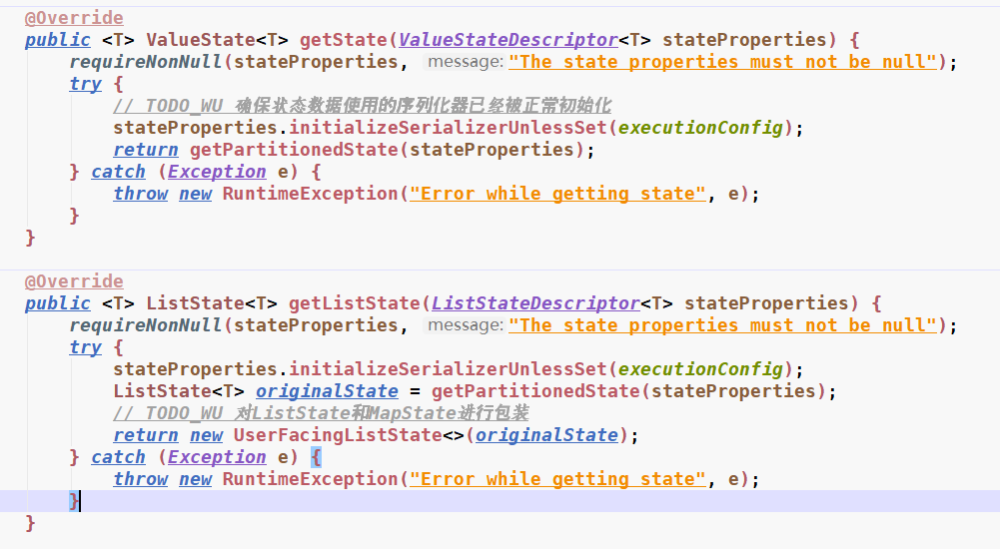 @Override
public <T> ValueState<T> getState(ValueStateDescriptor<T> stateProperties) {
requireNonNull(stateProperties, message: "The state properties must not be null");
try {
// TODO_WU 确保状态数据使用的序列化器已经被正常初始化
stateProperties.initializeSerializerUnlessSet(executionConfig);
return getPartitionedState(stateProperties);
} catch (Exception e) {
throw new RuntimeException("Error while getting state", e);
}
}
@Override
public <T> ListState<T> getListState(ListStateDescriptor<T> stateProperties) {
requireNonNull(stateProperties, message: "The state properties must not be null");
try {
stateProperties.initializeSerializerUnlessSet(executionConfig);
ListState<T> originalState = getPartitionedState(stateProperties);
// TODO_WU 对ListState和MapState进行包装
return new UserFacingListState<>(originalState);
} catch (Exception e) {
throw new RuntimeException("Error while getting state", e);
}
}